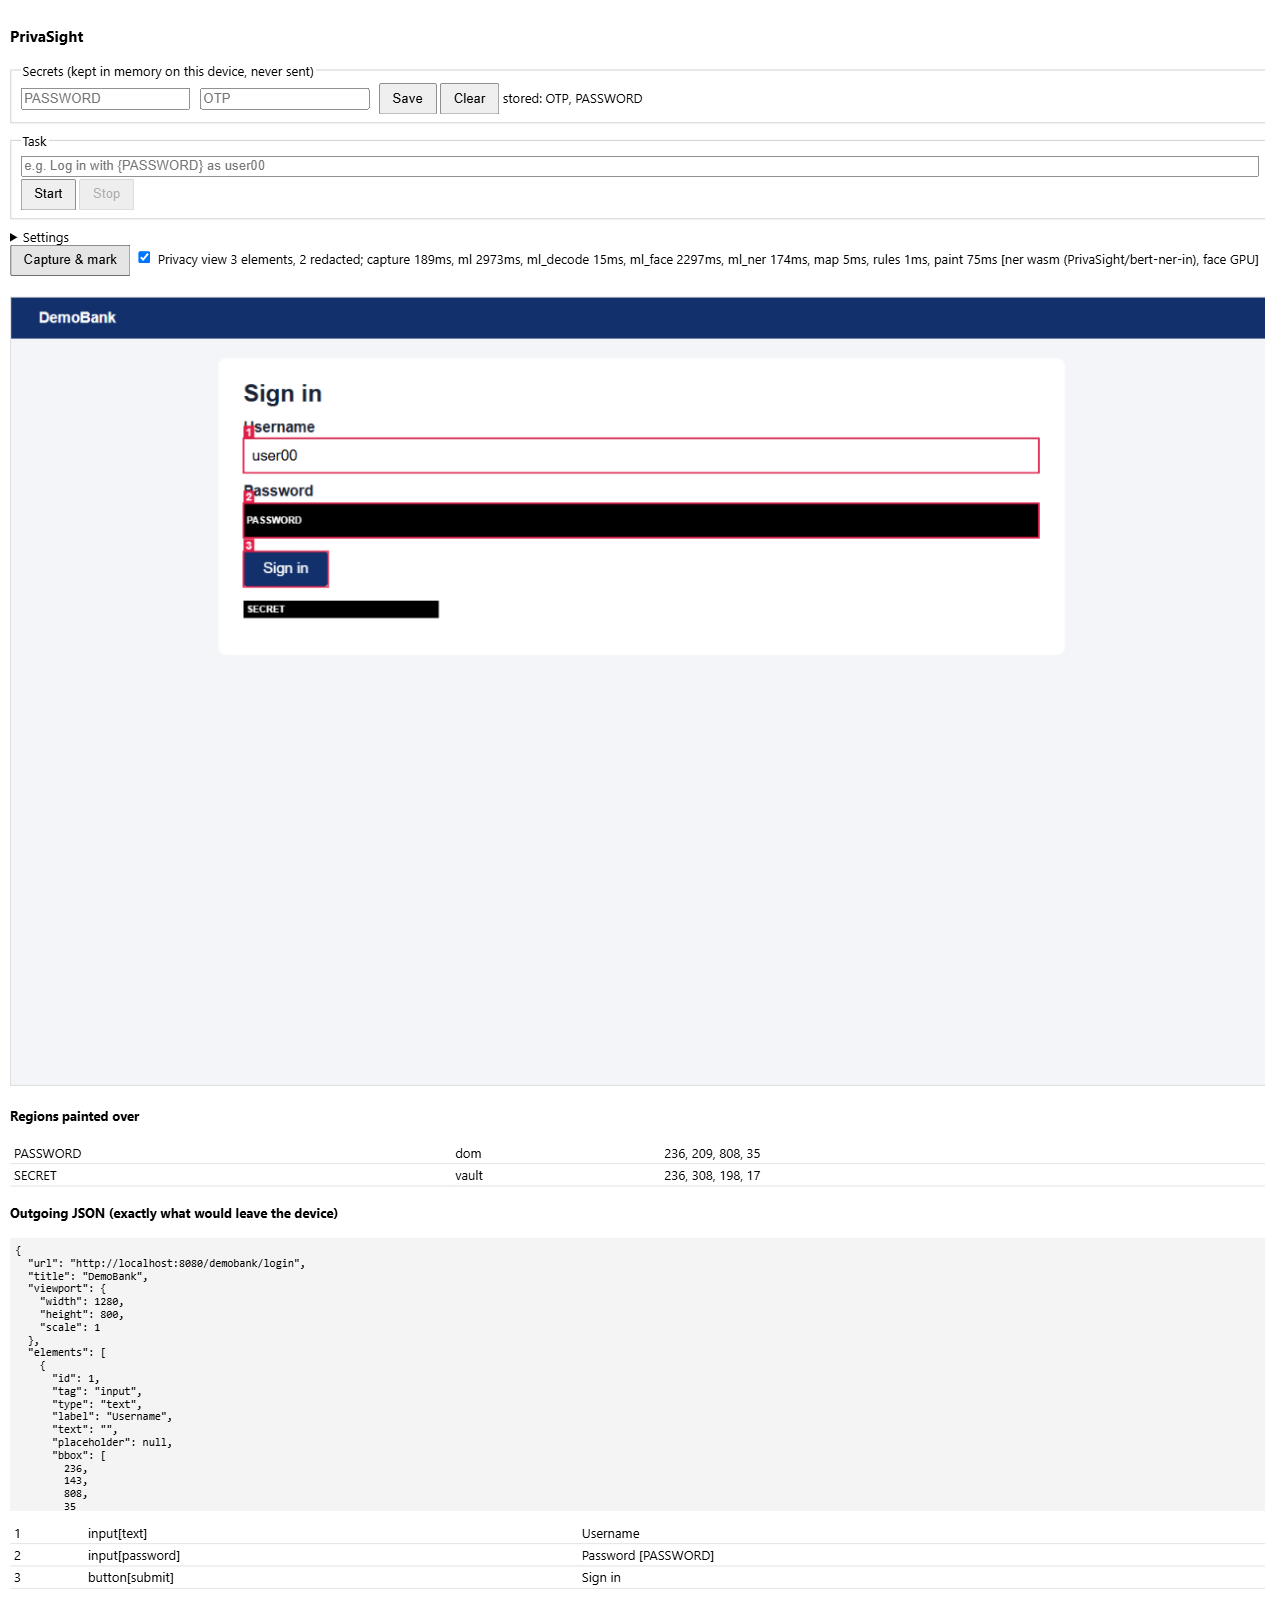 PrivaSight
Secrets (kept in memory on this device, never sent)
PASSWORD OTP Save Clear stored: OTP, PASSWORD
Task
e.g. Log in with {PASSWORD} as user00
Start Stop
Settings
Capture & mark Privacy view 3 elements, 2 redacted; capture 189ms, ml 2973ms, ml_decode 15ms, ml_face 2297ms, ml_ner 174ms, map 5ms, rules 1ms, paint 75ms [ner wasm (PrivaSight/bert-ner-in), face GPU]
DemoBank
Sign in
Username
1
user00
Password
2
PASSWORD
3
Sign in
SECRET
Regions painted over
PASSWORD dom 236, 209, 808, 35
SECRET vault 236, 308, 198, 17
Outgoing JSON (exactly what would leave the device)
{
"url": "http://localhost:8080/demobank/login",
"title": "DemoBank",
"viewport": {
"width": 1280,
"height": 800,
"scale": 1
},
"elements": [
{
"id": 1,
"tag": "input",
"type": "text",
"label": "Username",
"text": "",
"placeholder": null,
"bbox": [
236,
143,
808,
35
1 input[text] Username
2 input[password] Password [PASSWORD]
3 button[submit] Sign in